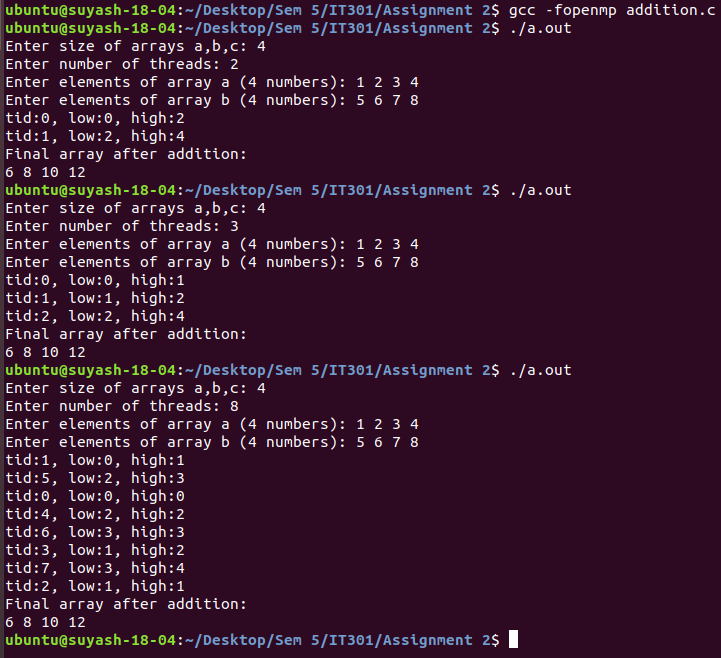 ubuntu@suyash-18-04:~/Desktop/Sem 5/IT301/Assignment 2$ gcc -fopenmp addition.c
ubuntu@suyash-18-04:~/Desktop/Sem 5/IT301/Assignment 2$ ./a.out
Enter size of arrays a,b,c: 4
Enter number of threads: 2
Enter elements of array a (4 numbers): 1 2 3 4
Enter elements of array b (4 numbers): 5 6 7 8
tid:0, low:0, high:2
tid:1, low:2, high:4
Final array after addition:
6 8 10 12
ubuntu@suyash-18-04:~/Desktop/Sem 5/IT301/Assignment 2$ ./a.out
Enter size of arrays a,b,c: 4
Enter number of threads: 3
Enter elements of array a (4 numbers): 1 2 3 4
Enter elements of array b (4 numbers): 5 6 7 8
tid:0, low:0, high:1
tid:1, low:1, high:2
tid:2, low:2, high:4
Final array after addition:
6 8 10 12
ubuntu@suyash-18-04:~/Desktop/Sem 5/IT301/Assignment 2$ ./a.out
Enter size of arrays a,b,c: 4
Enter number of threads: 8
Enter elements of array a (4 numbers): 1 2 3 4
Enter elements of array b (4 numbers): 5 6 7 8
tid:1, low:0, high:1
tid:5, low:2, high:3
tid:0, low:0, high:0
tid:4, low:2, high:2
tid:6, low:3, high:3
tid:3, low:1, high:2
tid:7, low:3, high:4
tid:2, low:1, high:1
Final array after addition:
6 8 10 12
ubuntu@suyash-18-04:~/Desktop/Sem 5/IT301/Assignment 2$